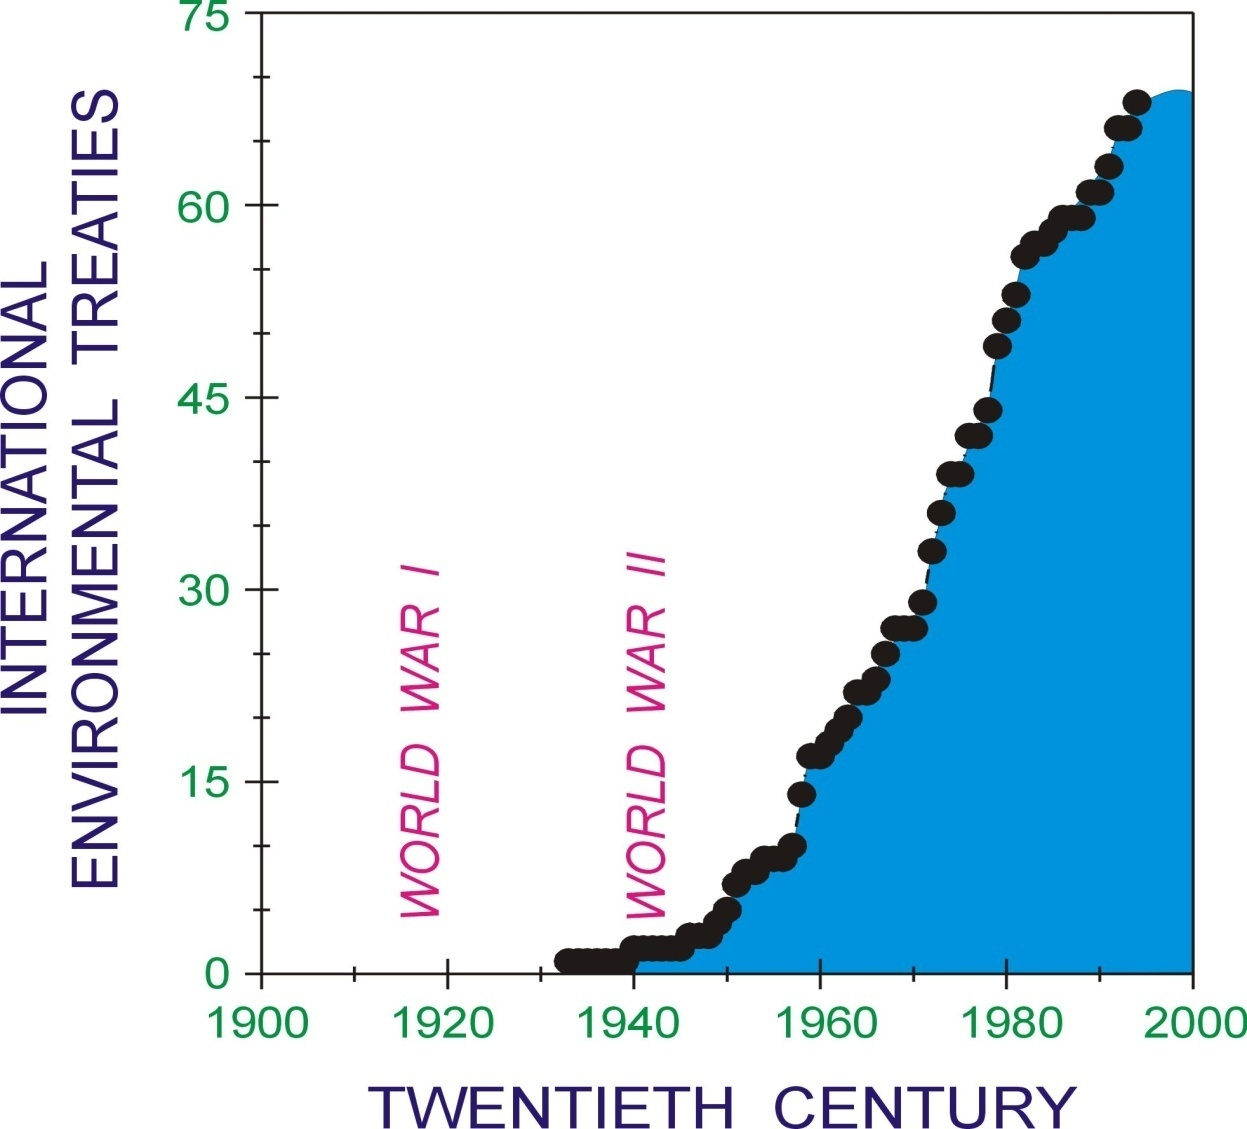 INTERNATIONAL
ENVIRONMENTAL TREATIES
75
60
45
30
15
0
WORLD WAR I
WORLD WAR II
1900 1920 1940 1960 1980 2000
TWENTIETH CENTURY